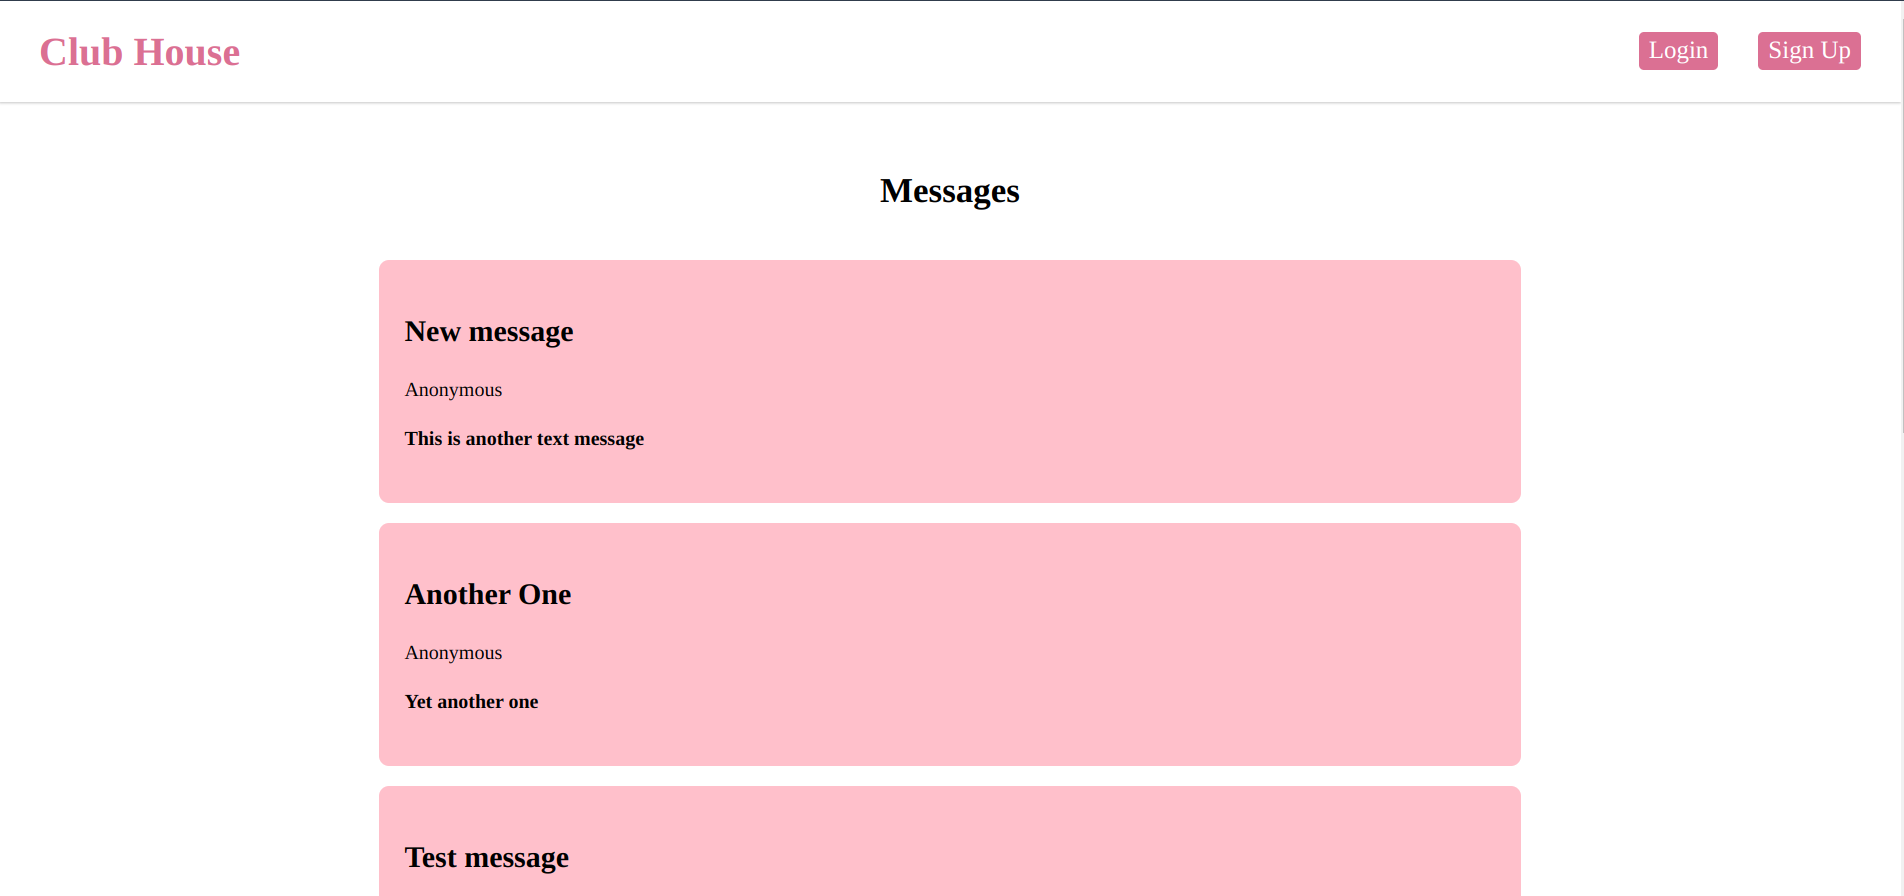 Club House
Login
Sign Up
Messages
New message
Anonymous
This is another text message
Another One
Anonymous
Yet another one
Test message